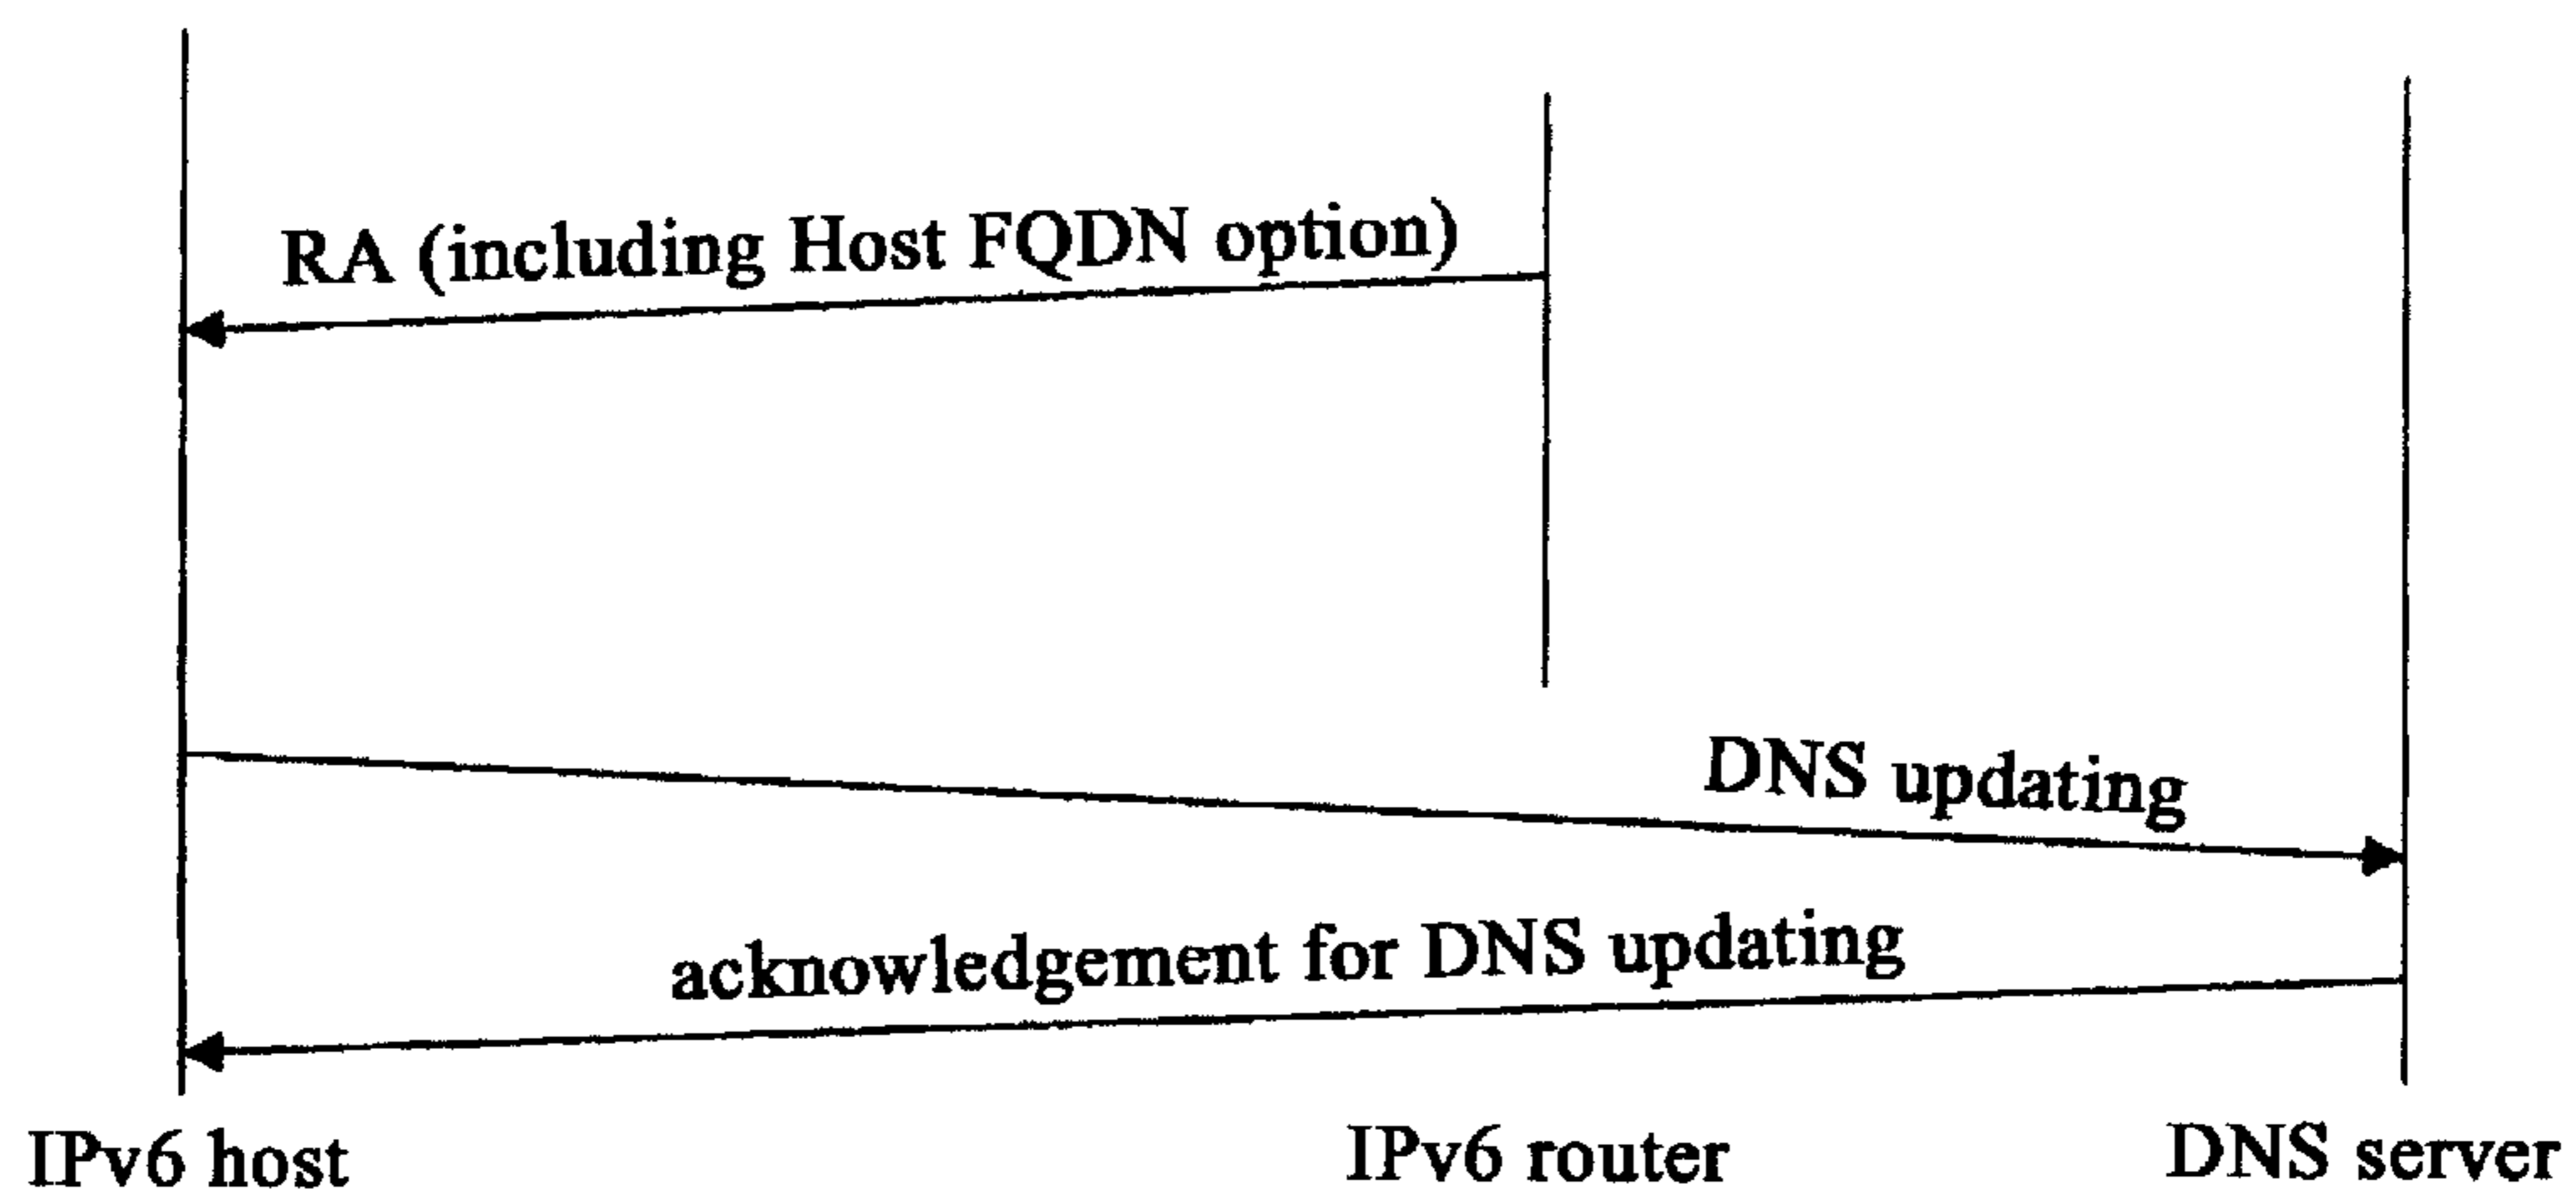 RA (including Host FQDN option)
DNS updating
acknowledgement for DNS updating
IPv6 host
IPv6 router
DNS server